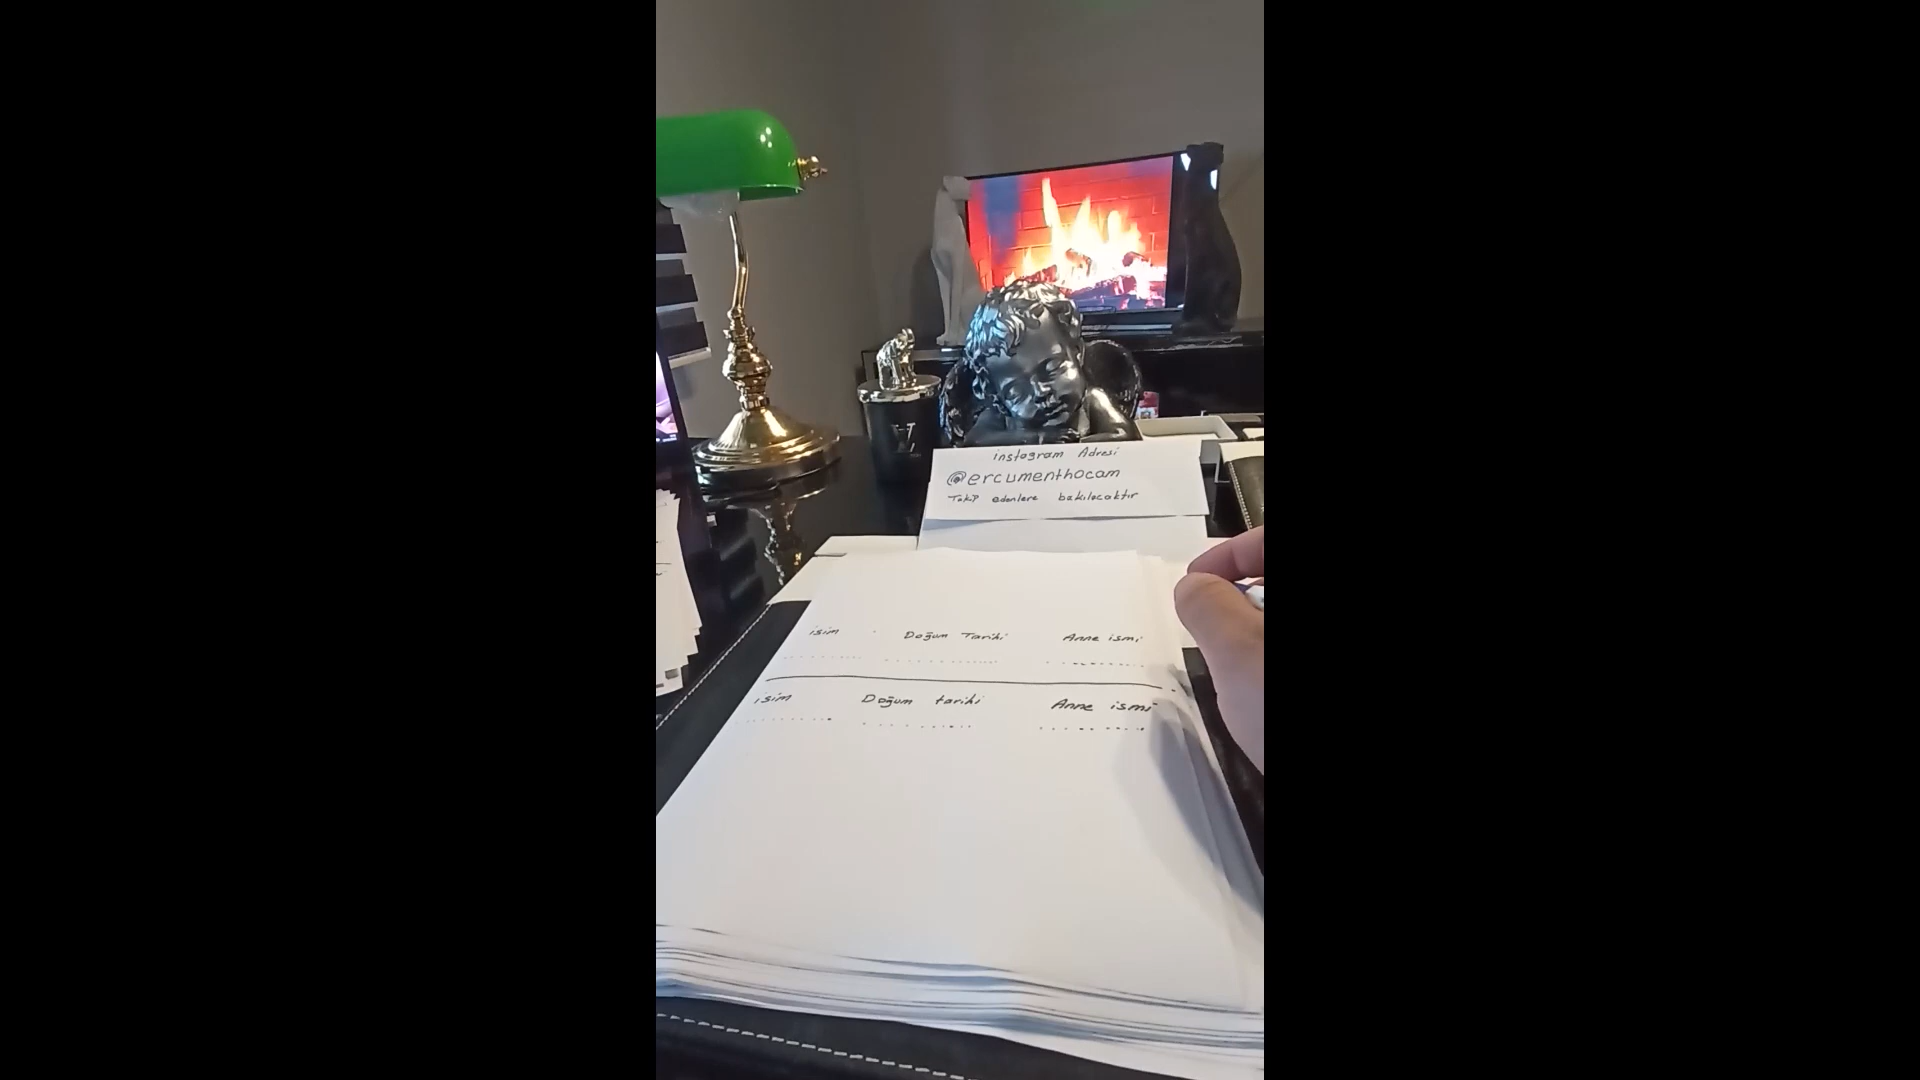 instagram Adresi
@ercumenthocam
Takip edenlere bakılacaktır
isim Doğum Tarihi Anne ismi
isim Doğum tarihi Anne ismi